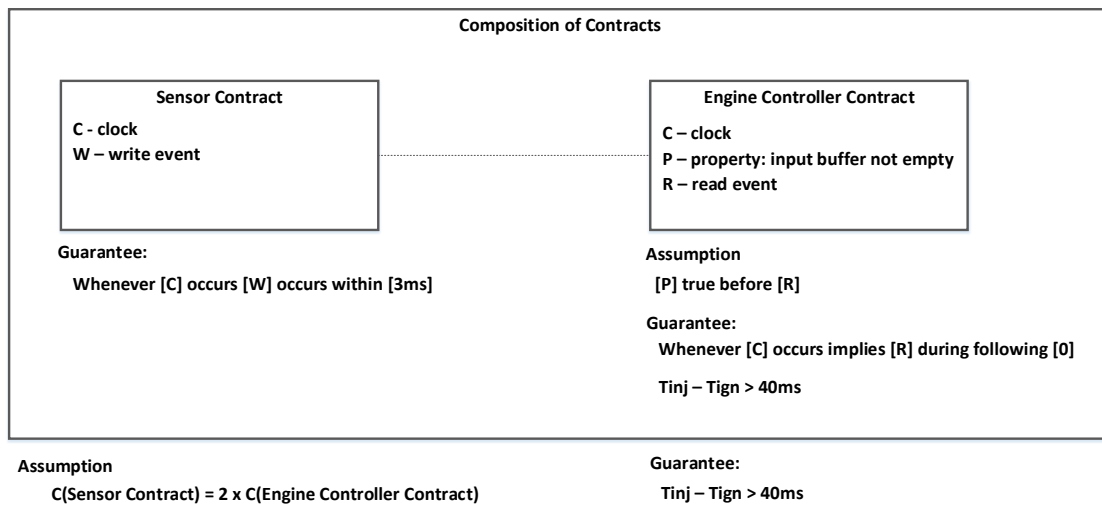 Composition of Contracts
Sensor Contract
C - clock
W – write event
Engine Controller Contract
C – clock
P – property: input buffer not empty
R – read event
Guarantee:
Whenever [C] occurs [W] occurs within [3ms]
Assumption
[P] true before [R]
Guarantee:
Whenever [C] occurs implies [R] during following [0]
Tinj – Tign > 40ms
Assumption
C(Sensor Contract) = 2 x C(Engine Controller Contract)
Guarantee:
Tinj – Tign > 40ms